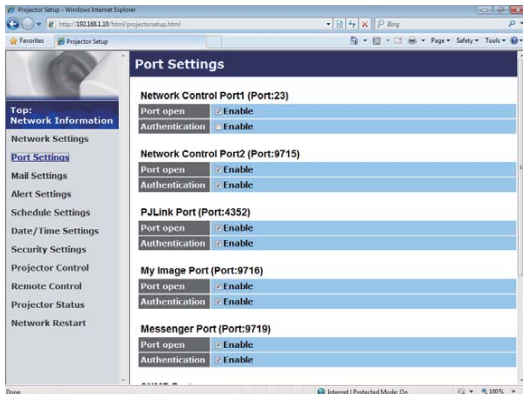 Projector Setup - Windows Internet Explorer
http://192.168.1.10/html/projectorsetup.html
Bing
Favorites Projector Setup Page Safety Tools
Port Settings
Top:
Network Information
Network Settings
Port Settings
Mail Settings
Alert Settings
Schedule Settings
Date/Time Settings
Security Settings
Projector Control
Remote Control
Projector Status
Network Restart
Network Control Port1 (Port:23)
Port open Enable
Authentication Enable
Network Control Port2 (Port:9715)
Port open Enable
Authentication Enable
PJLink Port (Port:4352)
Port open Enable
Authentication Enable
My Image Port (Port:9716)
Port open Enable
Authentication Enable
Messenger Port (Port:9719)
Port open Enable
Authentication Enable
Done Internet | Protected Mode: On 100%